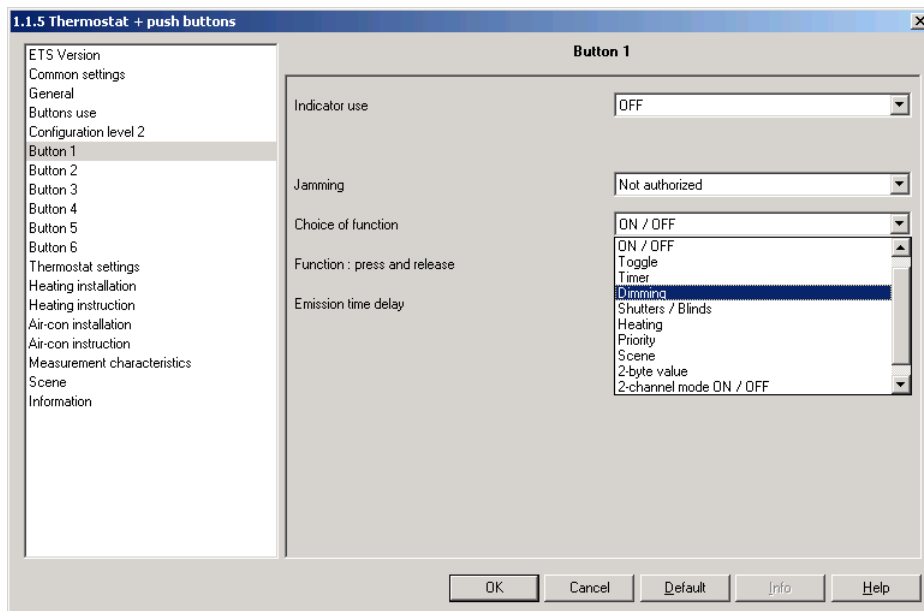 1.1.5 Thermostat + push buttons
ETS Version
Common settings
General
Buttons use
Configuration level 2
Button 1
Button 2
Button 3
Button 4
Button 5
Button 6
Thermostat settings
Heating installation
Heating instruction
Air-con installation
Air-con instruction
Measurement characteristics
Scene
Information
Button 1
Indicator use
OFF
Jamming
Not authorized
Choice of function
ON / OFF
Function : press and release
Emission time delay
ON / OFF
Toggle
Timer
Dimming
Shutters / Blinds
Heating
Priority
Scene
2-byte value
2-channel mode ON / OFF
OK
Cancel
Default
Info
Help